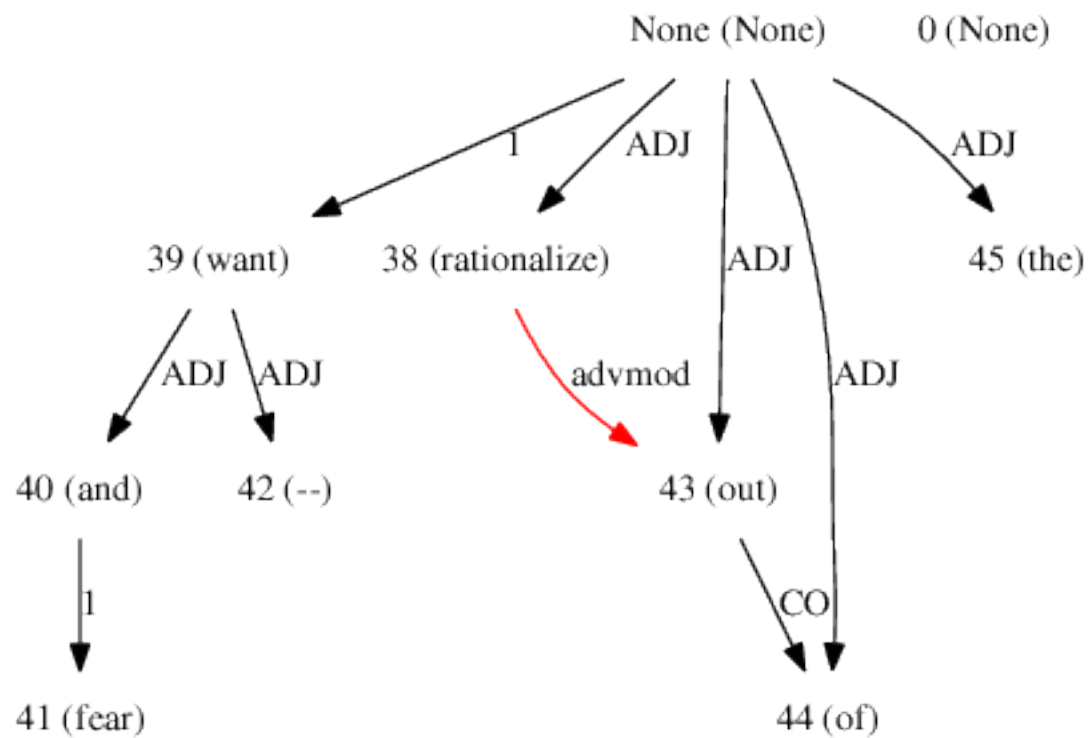 None (None) 0 (None)
1 ADJ ADJ
39 (want) 38 (rationalize) ADJ 45 (the)
ADJ ADJ advmod ADJ
40 (and) 42 (--) 43 (out)
1 CO
41 (fear) 44 (of)